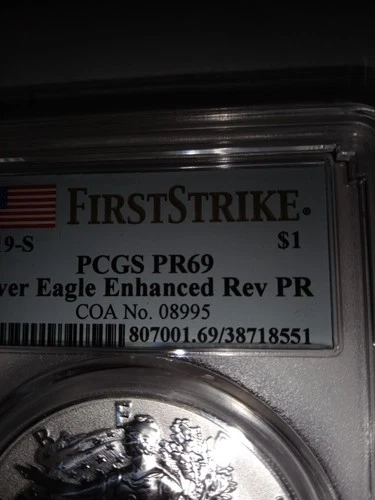 FIRSTSTRIKE®
9-S $1
PCGS PR69
ver Eagle Enhanced Rev PR
COA No. 08995
807001.69/38718551
B E